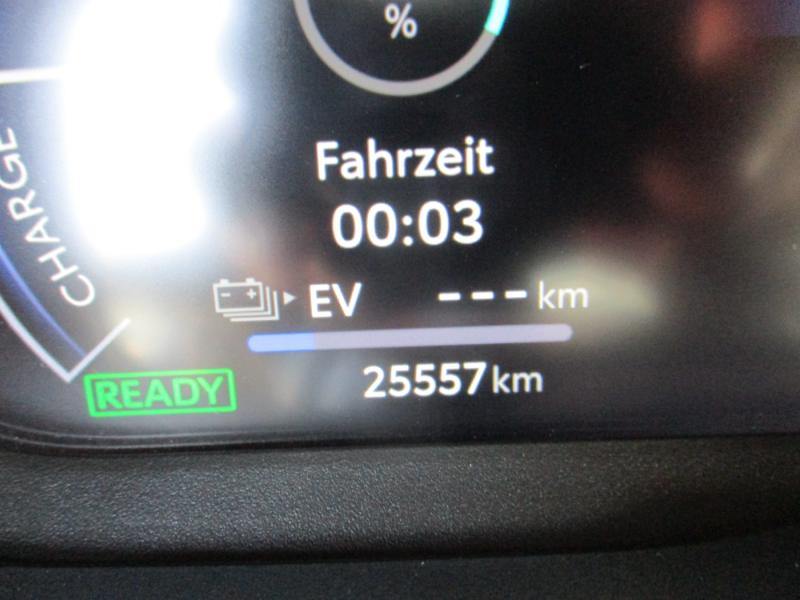 %
CHARGE
Fahrzeit
00:03
EV --- km
25557 km
READY